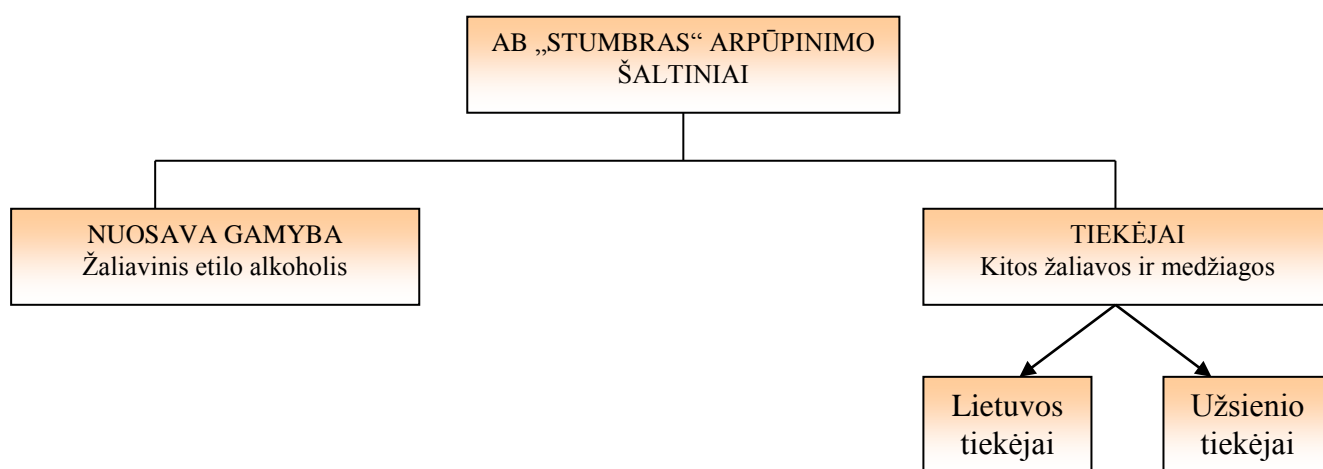 AB „STUMBRAS“ ARPŪPINIMO
ŠALTINIAI
NUOSAVA GAMYBA
Žaliavinis etilo alkoholis
TIEKĖJAI
Kitos žaliavos ir medžiagos
Lietuvos
tiekėjai
Užsienio
tiekėjai